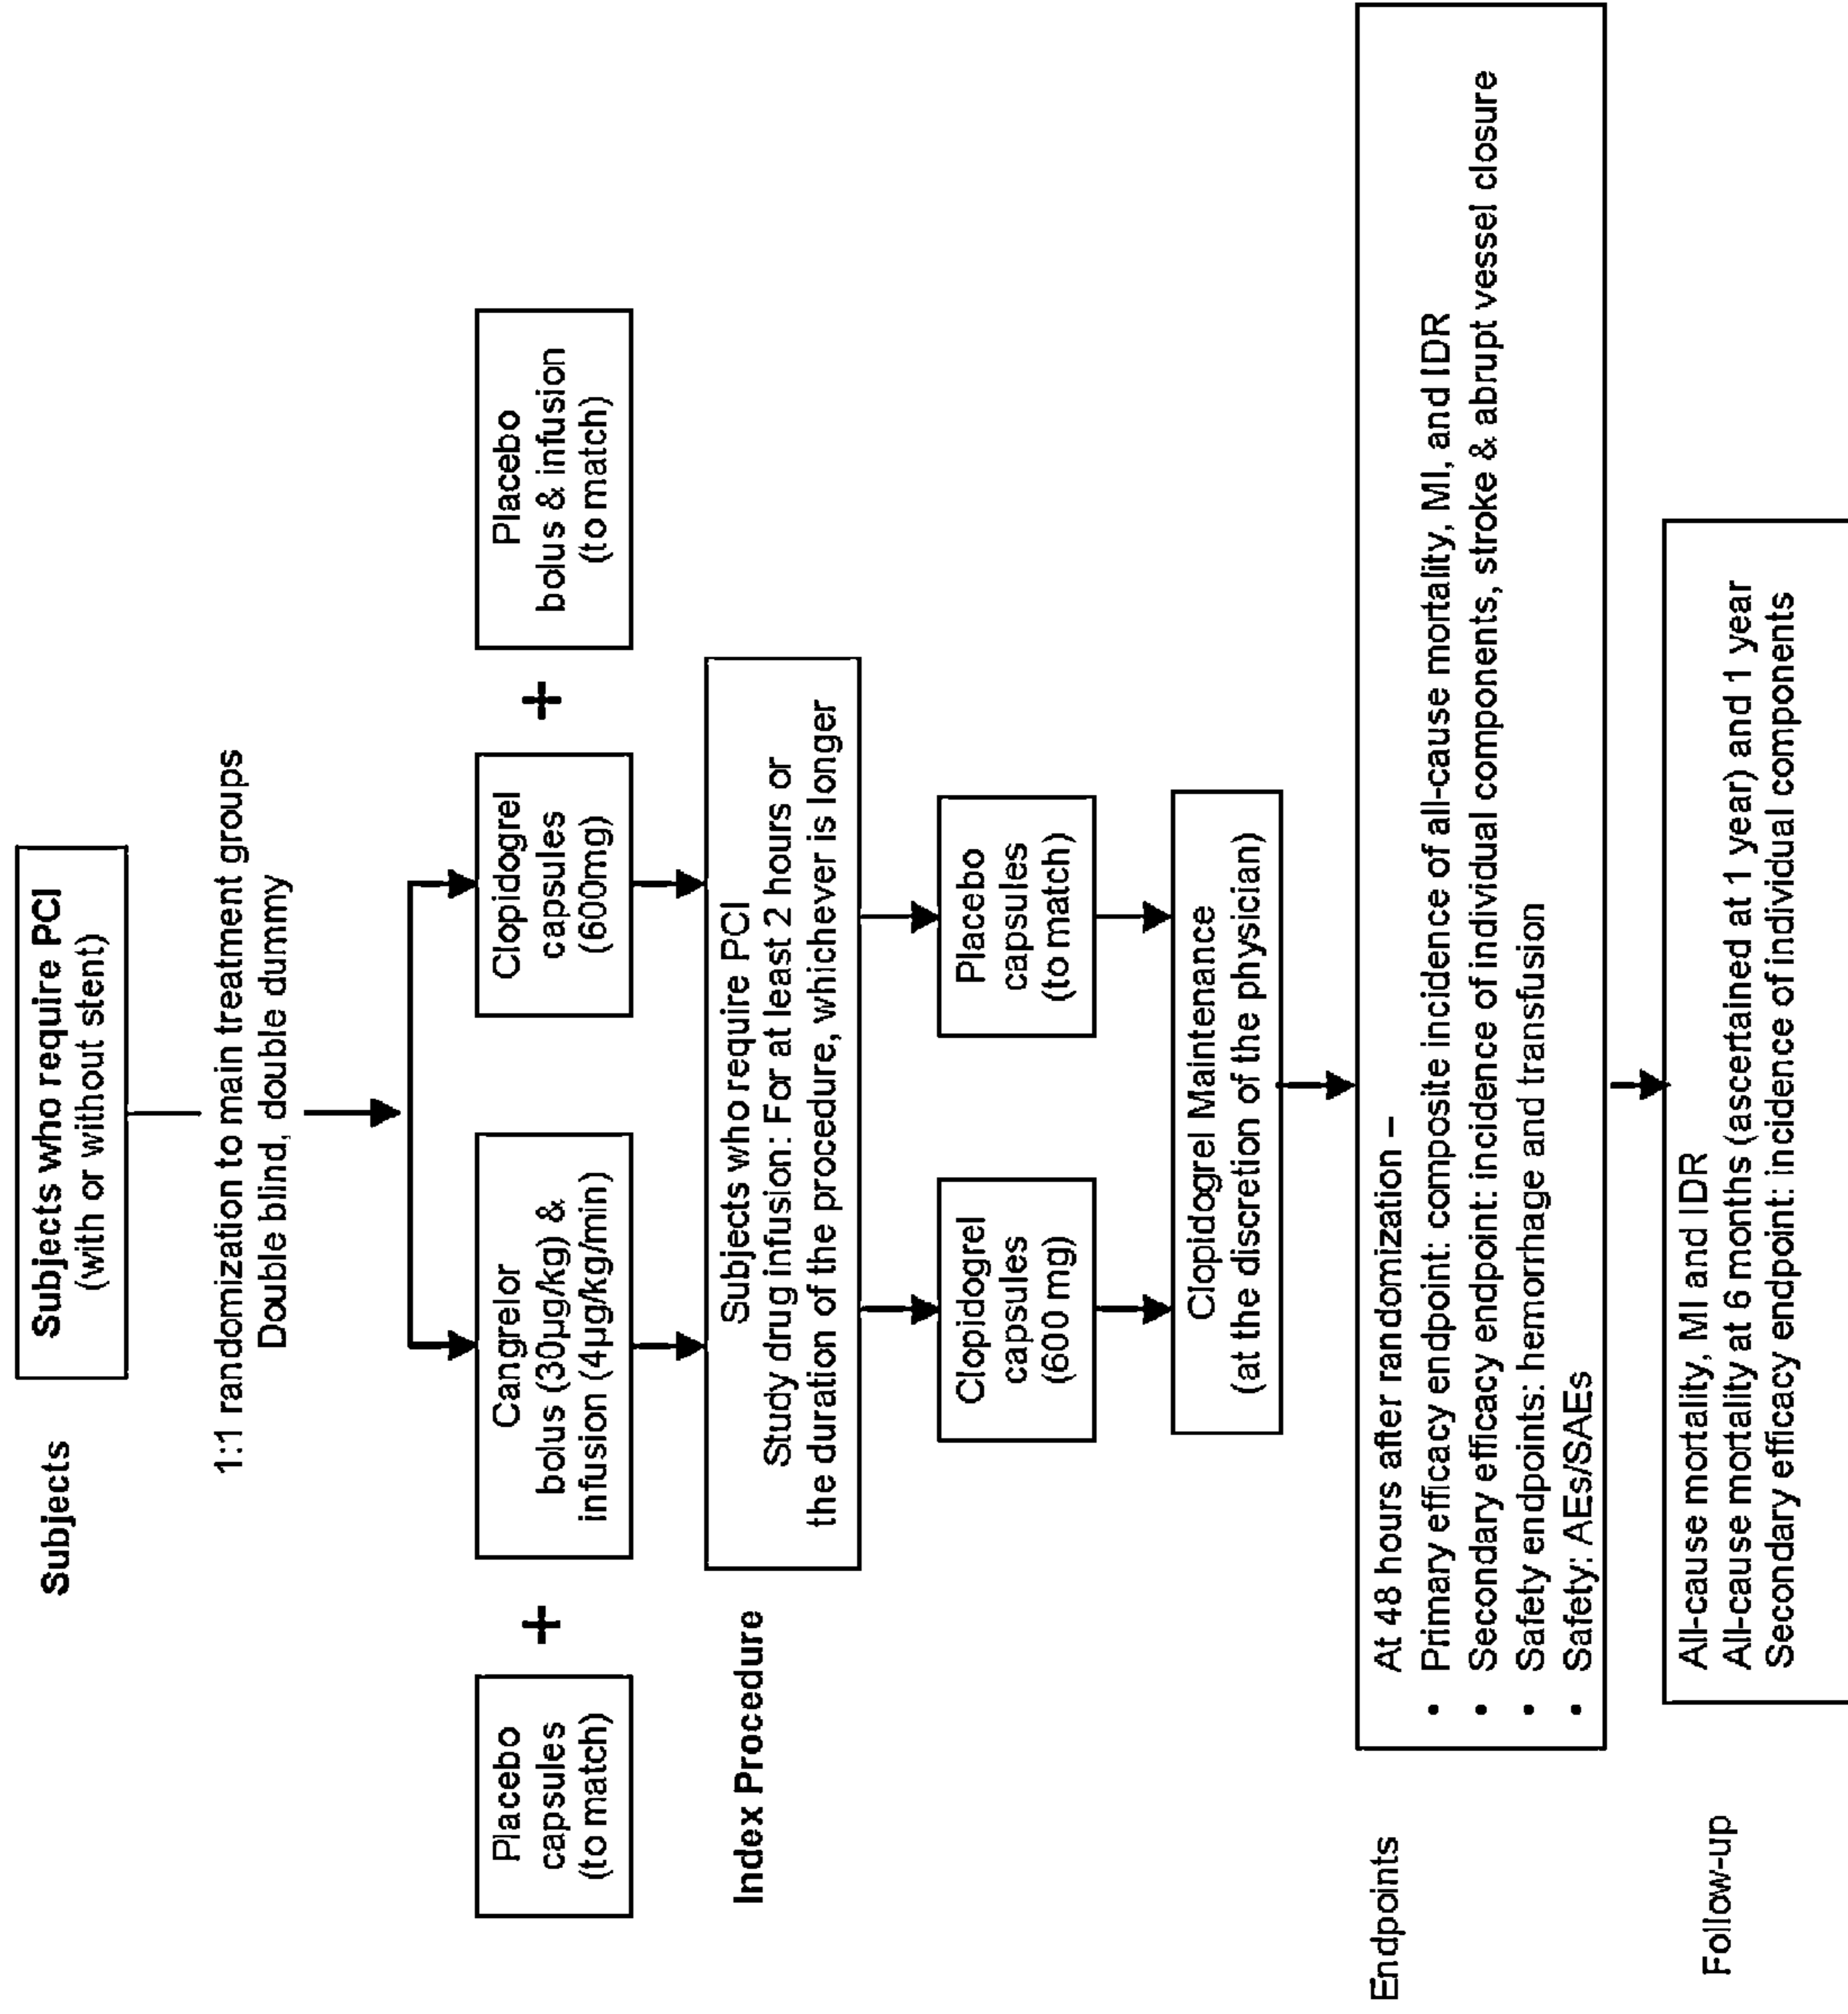 Subjects
Subjects who require PCI
(with or without stent)
1:1 randomization to main treatment groups
Double blind, double dummy
Placebo
capsules
(to match)
+
Cangrelor
bolus (30µg/kg) &
infusion (4µg/kg/min)
Clopidogrel
capsules
(600mg)
+
Placebo
bolus & infusion
(to match)
Index Procedure
Subjects who require PCI
Study drug infusion: For at least 2 hours or
the duration of the procedure, whichever is longer
Clopidogrel
capsules
(600 mg)
Placebo
capsules
(to match)
Clopidogrel Maintenance
(at the discretion of the physician)
Endpoints
At 48 hours after randomization –
• Primary efficacy endpoint: composite incidence of all-cause mortality, MI, and IDR
• Secondary efficacy endpoint: incidence of individual components, stroke & abrupt vessel closure
• Safety endpoints: hemorrhage and transfusion
• Safety: AEs/SAEs
Follow-up
All-cause mortality, MI and IDR
All-cause mortality at 6 months (ascertained at 1 year) and 1 year
Secondary efficacy endpoint: incidence of individual components